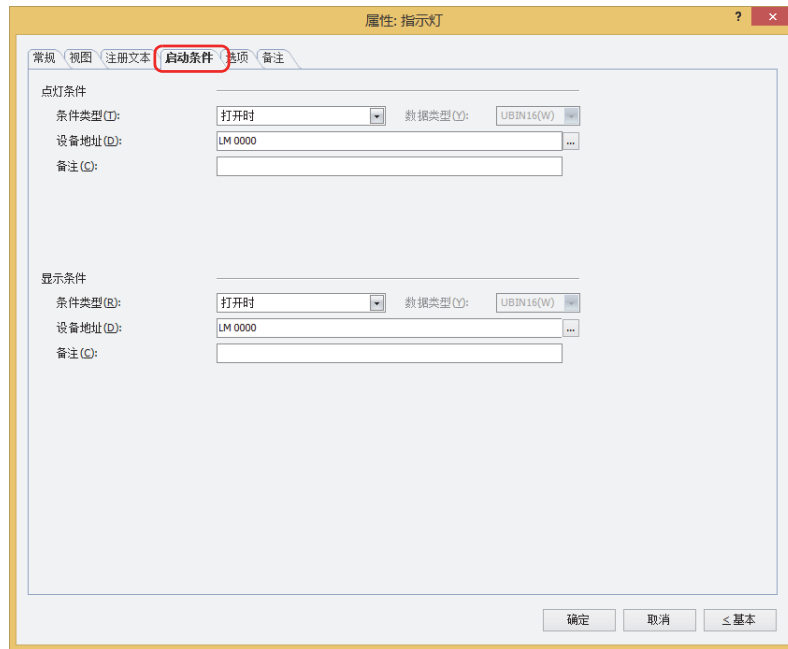 属性: 指示灯
? ×
常规 视图 注册文本 启动条件 选项 备注
点灯条件
条件类型(T): 打开时 数据类型(Y): UBIN16(W)
设备地址(D): LM 0000 ...
备注(C):
显示条件
条件类型(R): 打开时 数据类型(Y): UBIN16(W)
设备地址(D): LM 0000 ...
备注(C):
确定 取消 <基本